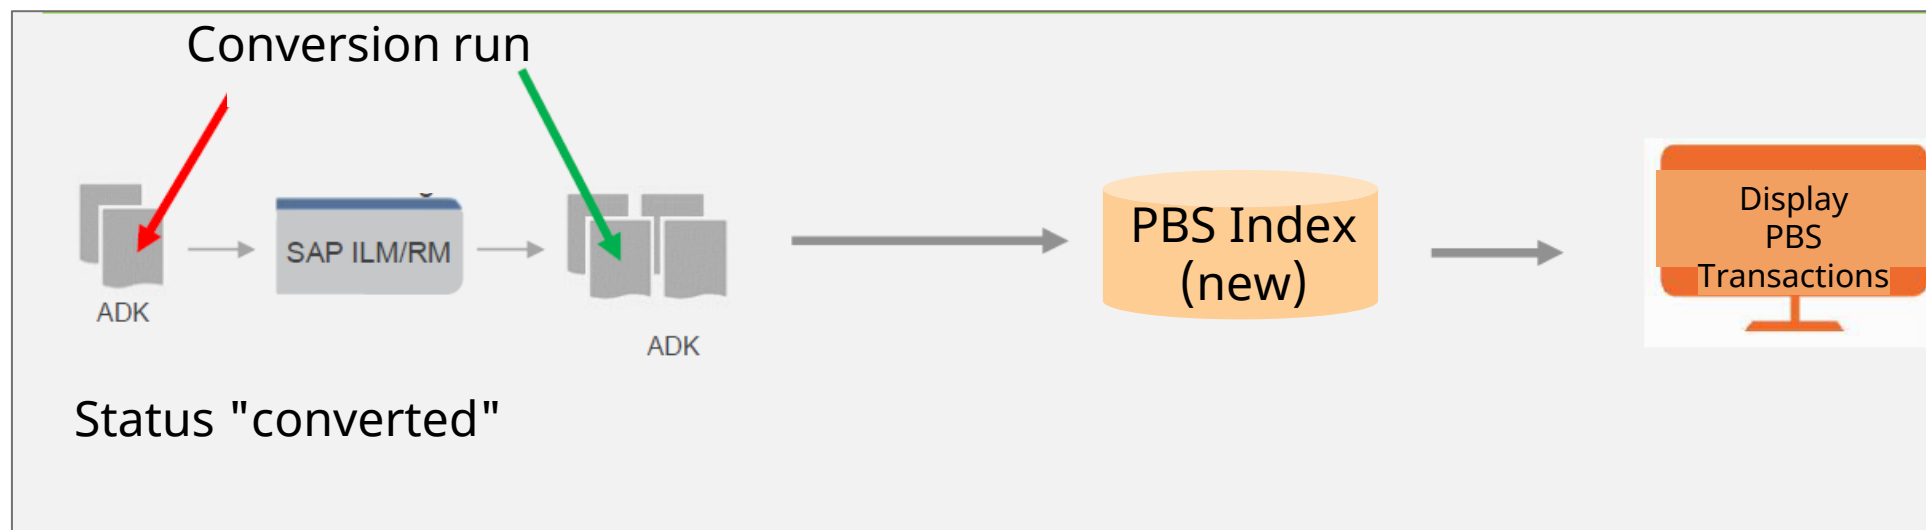 Conversion run
SAP ILM/RM
ADK
ADK
PBS Index
(new)
Display
PBS
Transactions
Status "converted"